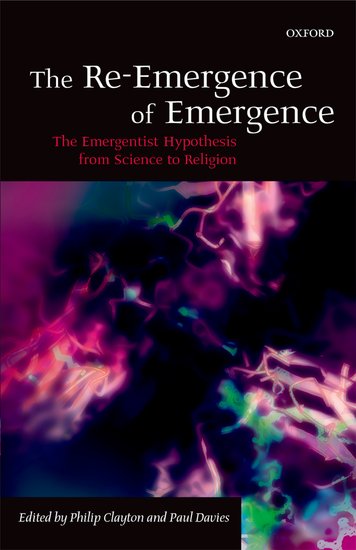 OXFORD
The Re-Emergence
of Emergence
The Emergentist Hypothesis
from Science to Religion
Edited by Philip Clayton and Paul Davies